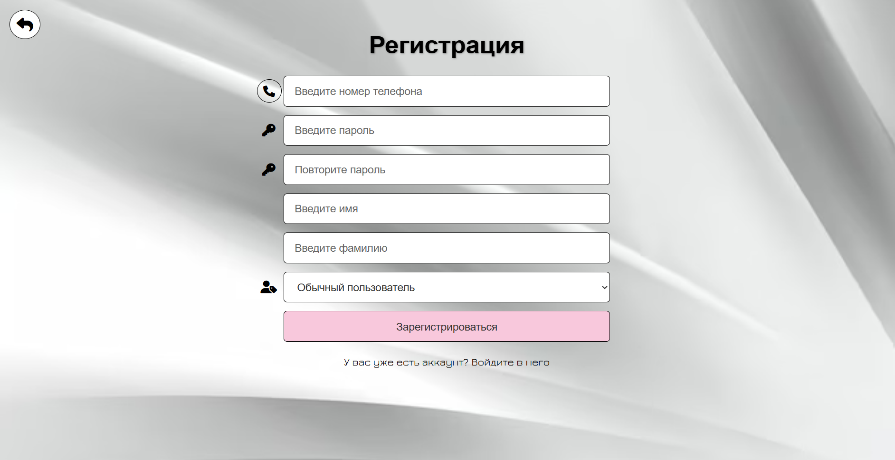 Регистрация
Введите номер телефона
Введите пароль
Повторите пароль
Введите имя
Введите фамилию
Обычный пользователь
Зарегистрироваться
У вас уже есть аккаунт? Войдите в него